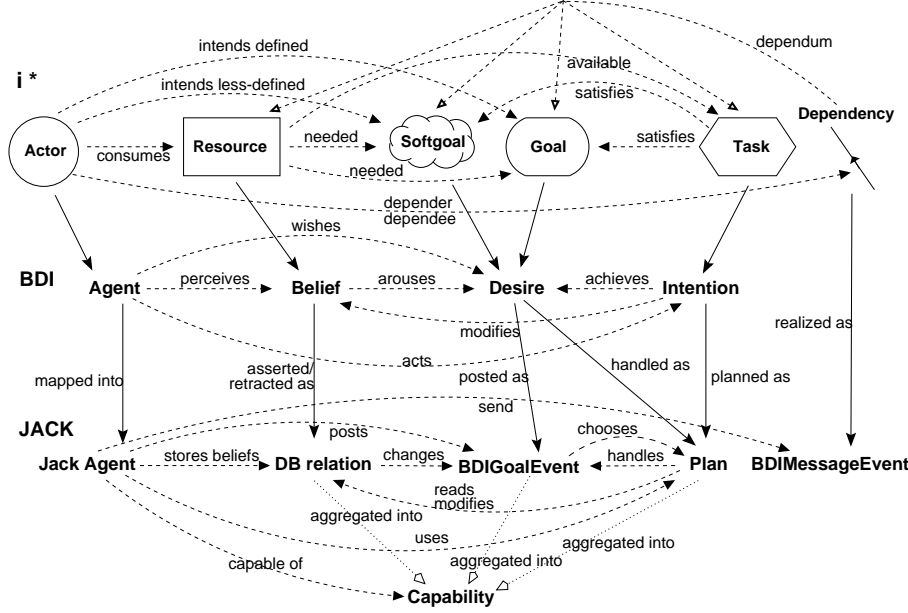 intends defined
dependum
i *
available
intends less-defined
satisfies
Dependency
Actor
consumes
Resource
needed
Softgoal
Goal
satisfies
Task
needed
depender
dependee
wishes
BDI
Agent
perceives
Belief
arouses
Desire
achieves
Intention
modifies
realized as
acts
mapped into
asserted/
retracted as
posted as
handled as
planned as
send
JACK
posts
chooses
Jack Agent
stores beliefs
DB relation
changes
BDIGoalEvent
handles
Plan
BDIMessageEvent
reads
modifies
aggregated into
uses
aggregated into
capable of
aggregated into
Capability